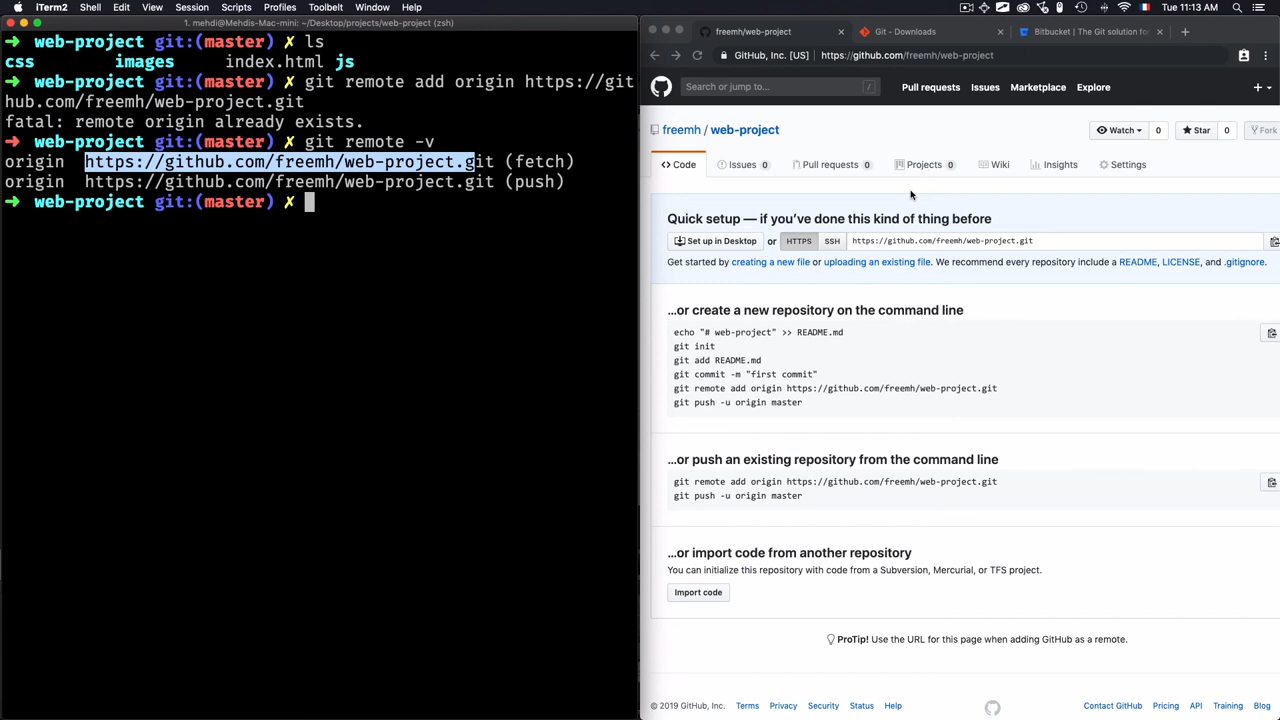 iTerm2 Shell Edit View Session Scripts Profiles Toolbelt Window Help
Tue 11:13 AM
1. mehdi@Mehdis-Mac-mini: ~/Desktop/projects/web-project (zsh)
➜ web-project git:(master) ✗ ls
css images index.html js
➜ web-project git:(master) ✗ git remote add origin https://git
hub.com/freemh/web-project.git
fatal: remote origin already exists.
➜ web-project git:(master) ✗ git remote -v
origin https://github.com/freemh/web-project.git (fetch)
origin https://github.com/freemh/web-project.git (push)
➜ web-project git:(master) ✗
freemh/web-project
Git - Downloads
Bitbucket | The Git solution for
GitHub, Inc. [US] https://github.com/freemh/web-project
Search or jump to... /
Pull requests Issues Marketplace Explore
freemh / web-project
Watch 0 Star 0 Fork
Code Issues 0 Pull requests 0 Projects 0 Wiki Insights Settings
Quick setup — if you’ve done this kind of thing before
Set up in Desktop or HTTPS SSH https://github.com/freemh/web-project.git
Get started by creating a new file or uploading an existing file. We recommend every repository include a README, LICENSE, and .gitignore.
…or create a new repository on the command line
echo "# web-project" >> README.md
git init
git add README.md
git commit -m "first commit"
git remote add origin https://github.com/freemh/web-project.git
git push -u origin master
…or push an existing repository from the command line
git remote add origin https://github.com/freemh/web-project.git
git push -u origin master
…or import code from another repository
You can initialize this repository with code from a Subversion, Mercurial, or TFS project.
Import code
ProTip! Use the URL for this page when adding GitHub as a remote.
© 2019 GitHub, Inc. Terms Privacy Security Status Help
Contact GitHub Pricing API Training Blog